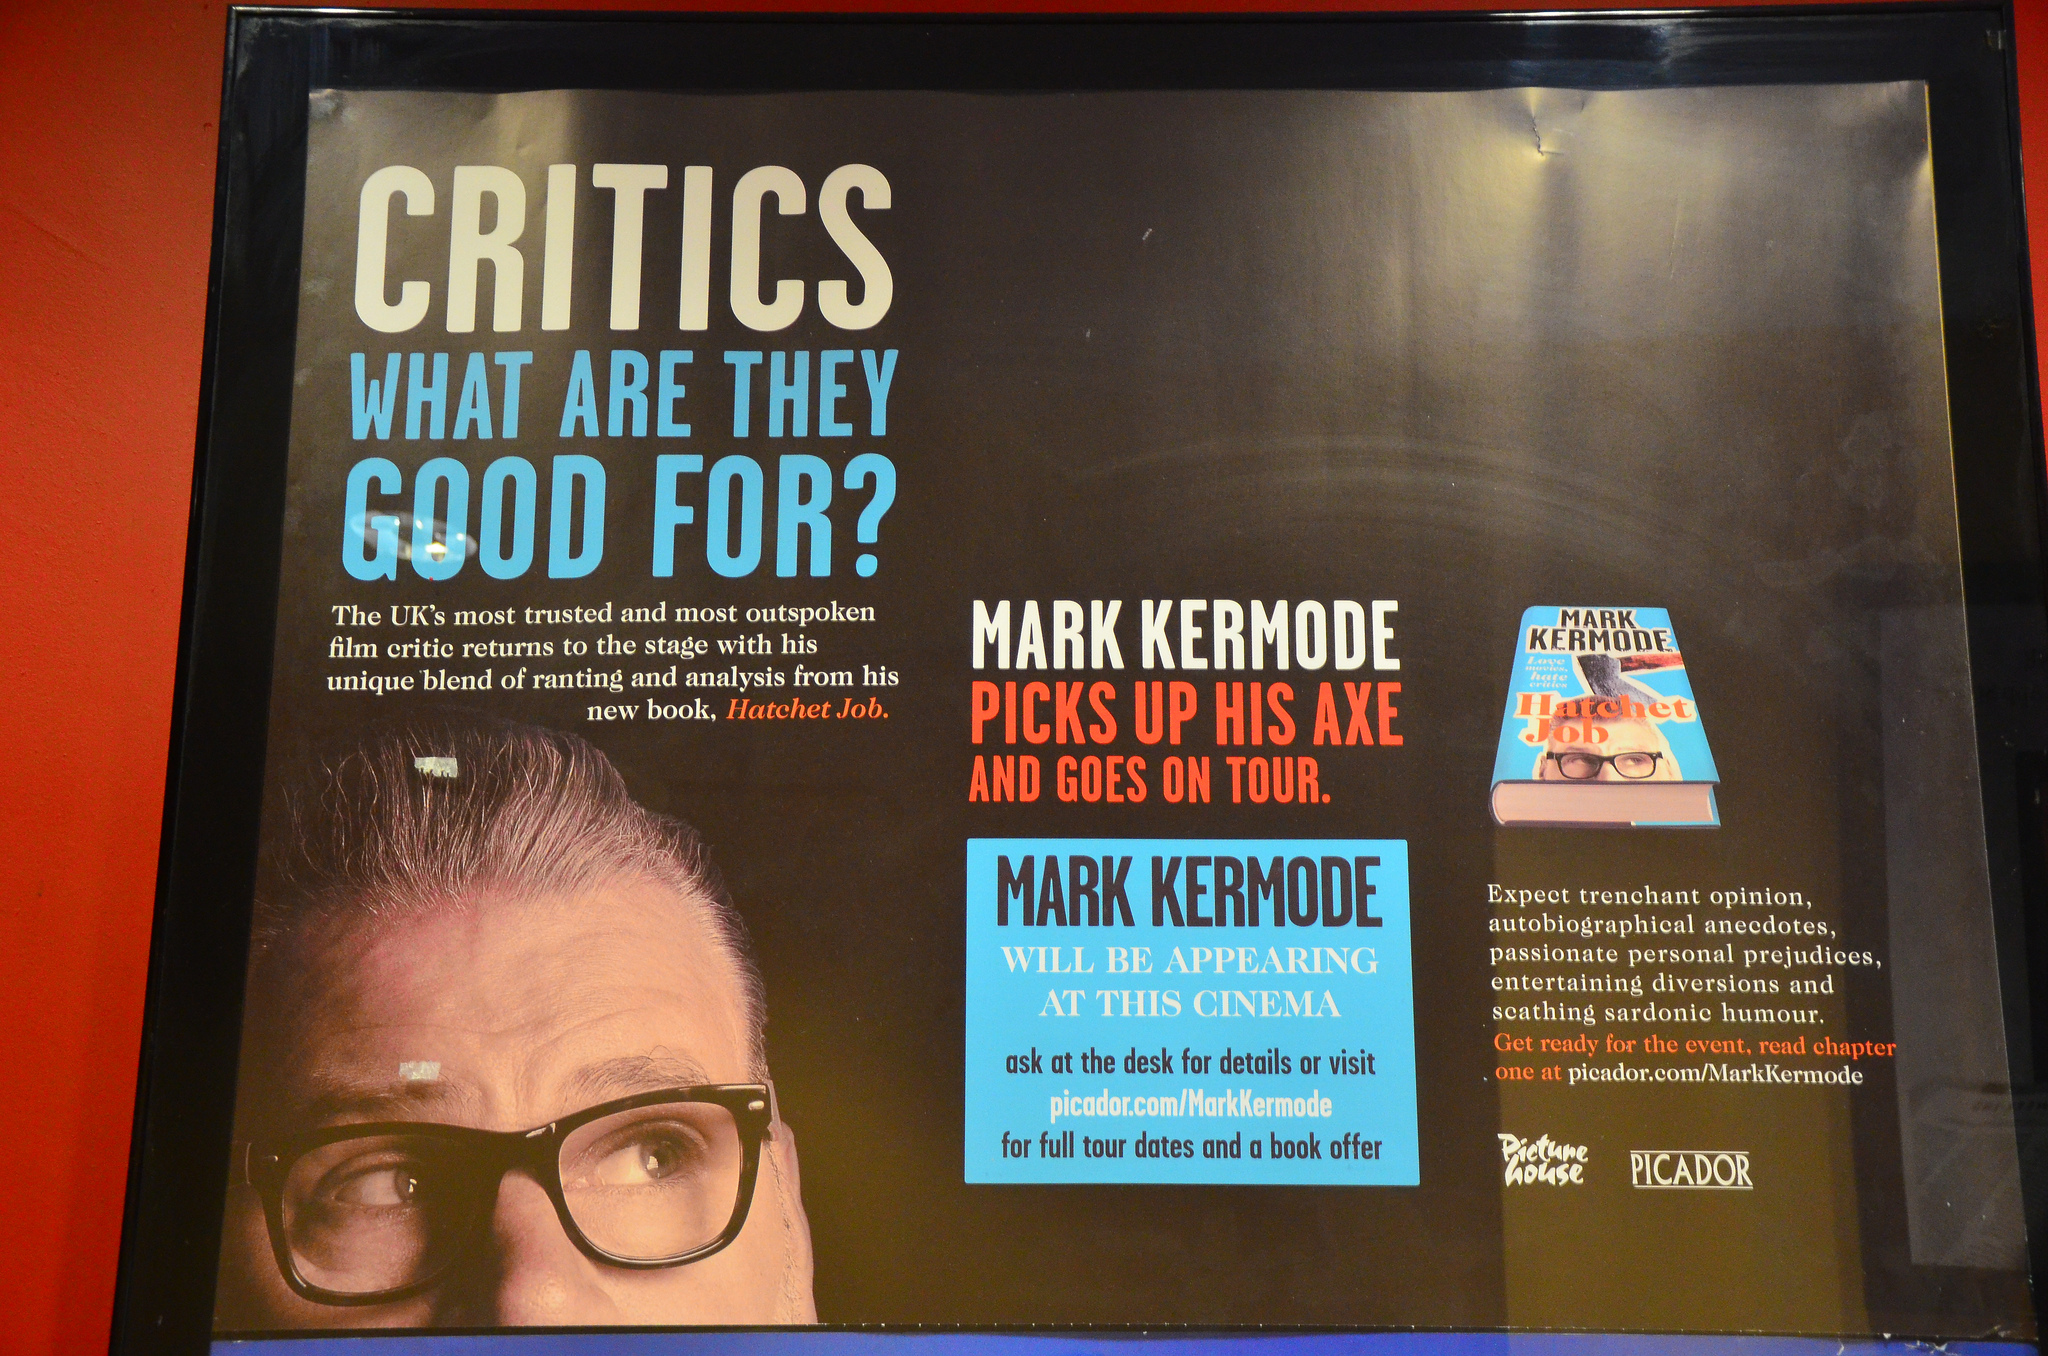 CRITICS
WHAT ARE THEY
GOOD FOR?
The UK's most trusted and most outspoken
film critic returns to the stage with his
unique blend of ranting and analysis from his
new book, Hatchet Job.
MARK KERMODE
PICKS UP HIS AXE
AND GOES ON TOUR.
MARK KERMODE
WILL BE APPEARING
AT THIS CINEMA
ask at the desk for details or visit
picador.com/MarkKermode
for full tour dates and a book offer
MARK
KERMODE
Love
movies,
hate
critics
Hatchet
Job
Expect trenchant opinion,
autobiographical anecdotes,
passionate personal prejudices,
entertaining diversions and
scathing sardonic humour.
Get ready for the event, read chapter
one at picador.com/MarkKermode
Picture
house
PICADOR